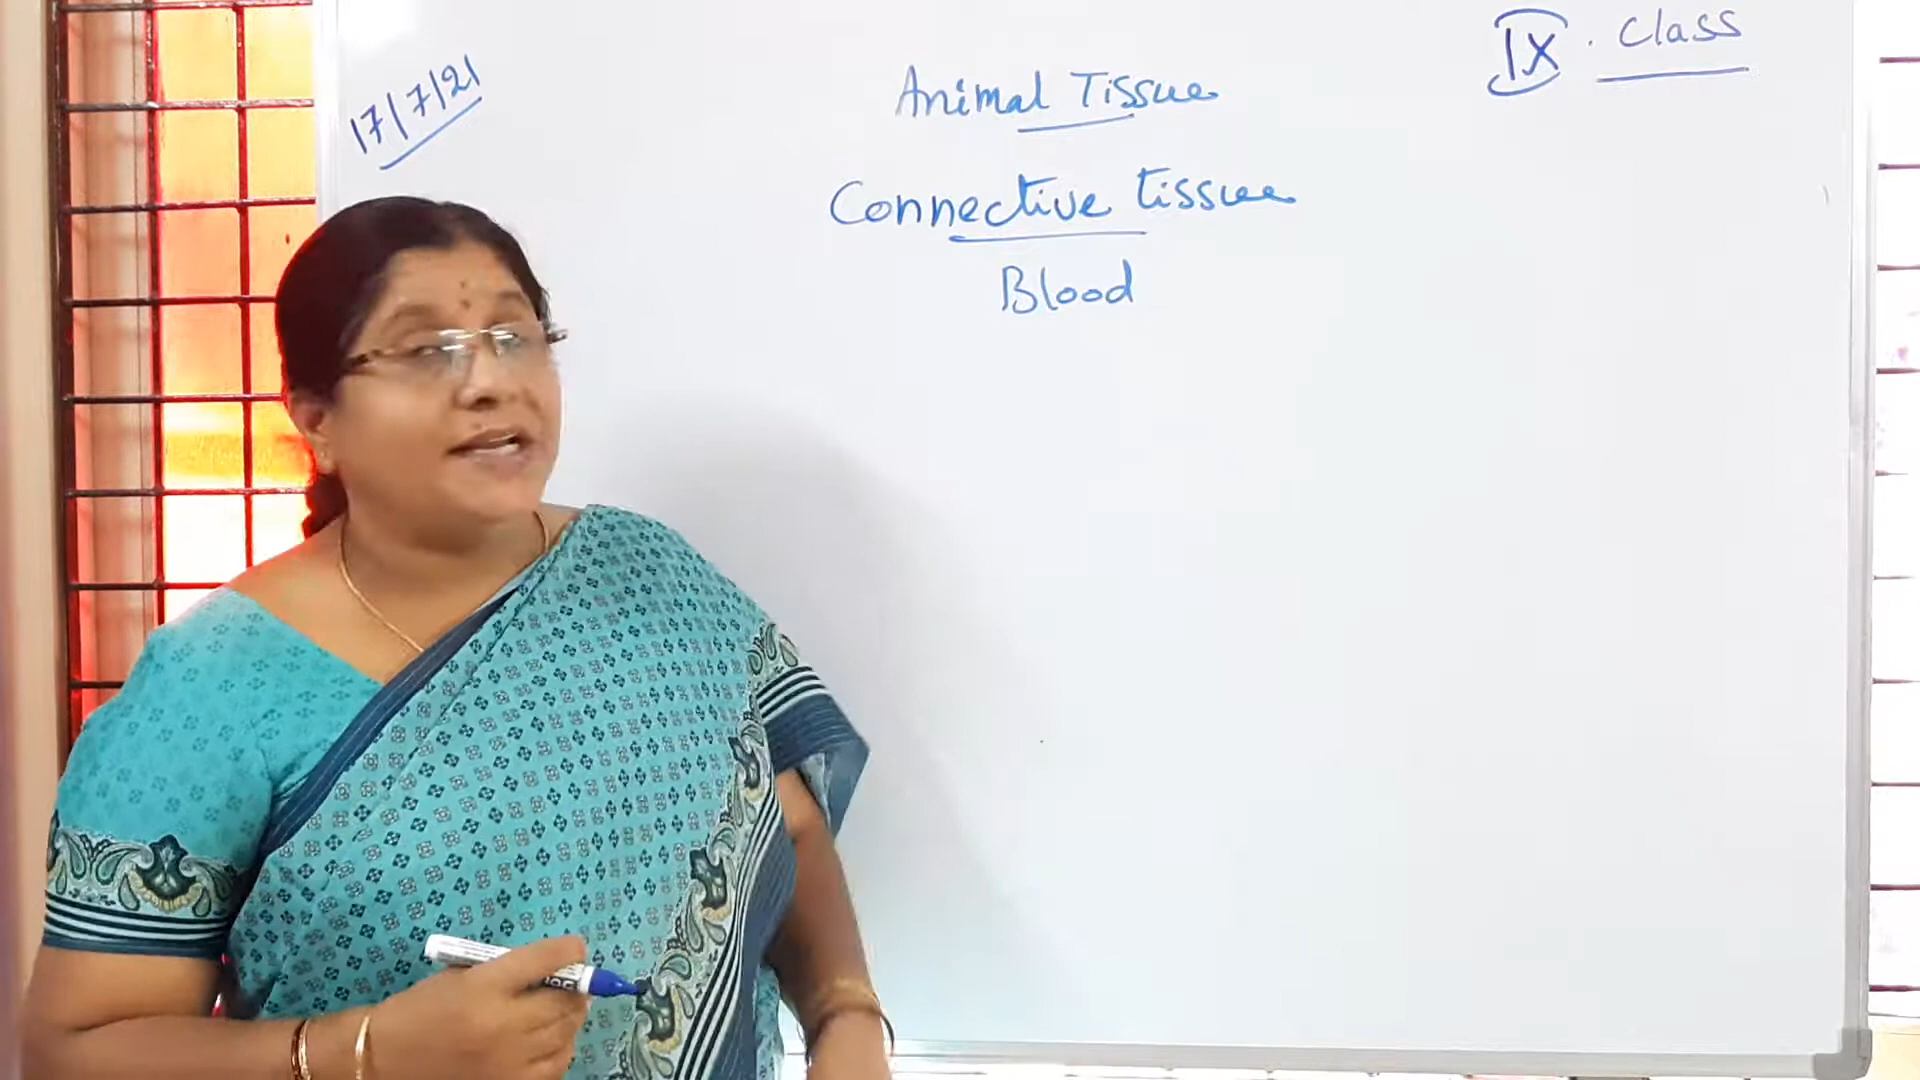 17/7/21
IX. Class
Animal Tissue
Connective tissue
Blood